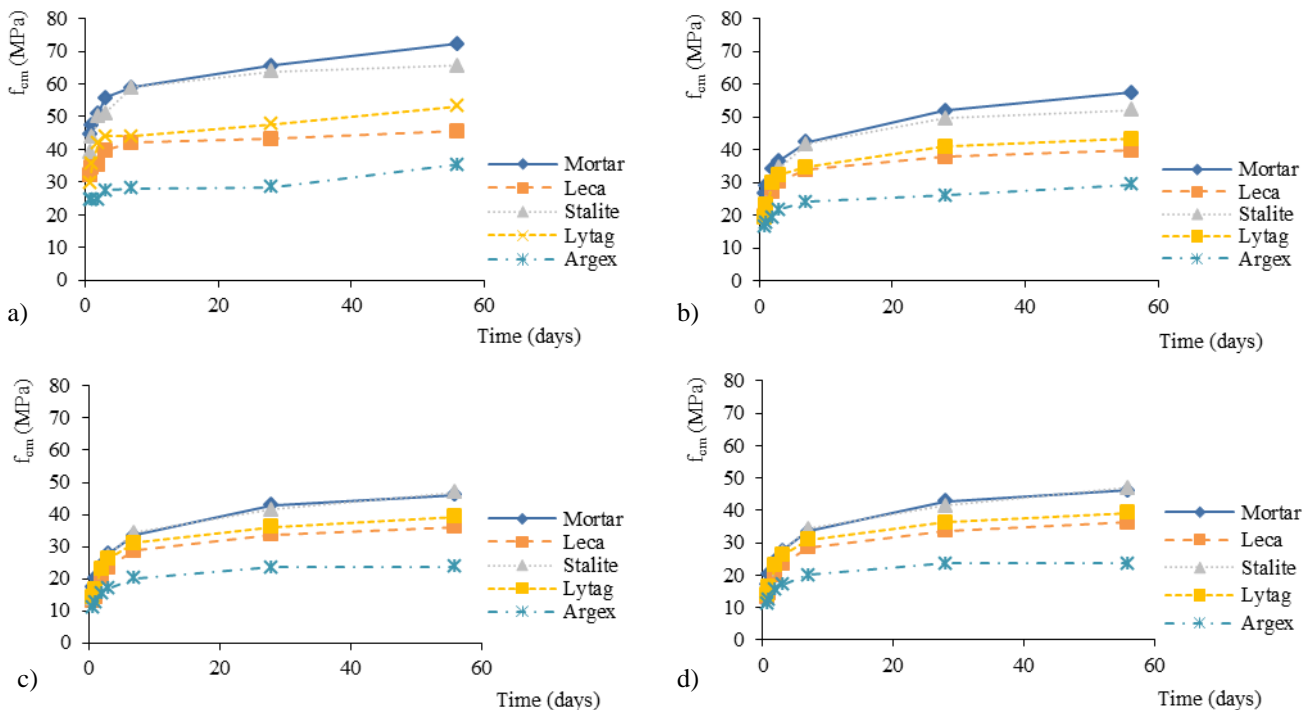 f_cm (MPa)
80
70
60
50
40
30
20
10
0
0 20 40 60
Time (days)
Mortar
Leca
Stalite
Lytag
Argex
a)
f_cm (MPa)
80
70
60
50
40
30
20
10
0
0 20 40 60
Time (days)
Mortar
Leca
Stalite
Lytag
Argex
b)
f_cm (MPa)
80
70
60
50
40
30
20
10
0
0 20 40 60
Time (days)
Mortar
Leca
Stalite
Lytag
Argex
c)
f_cm (MPa)
80
70
60
50
40
30
20
10
0
0 20 40 60
Time (days)
Mortar
Leca
Stalite
Lytag
Argex
d)